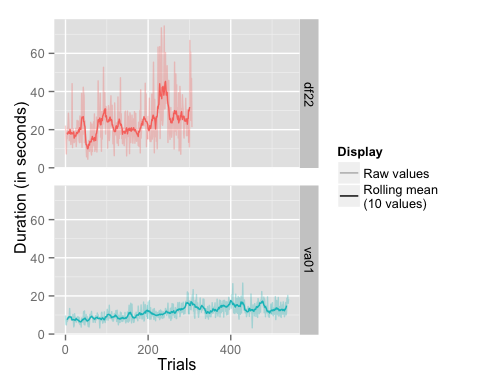 Duration (in seconds)
60
40
20
0
df22
60
40
20
0
va01
0
200
400
Trials
Display
Raw values
Rolling mean
(10 values)